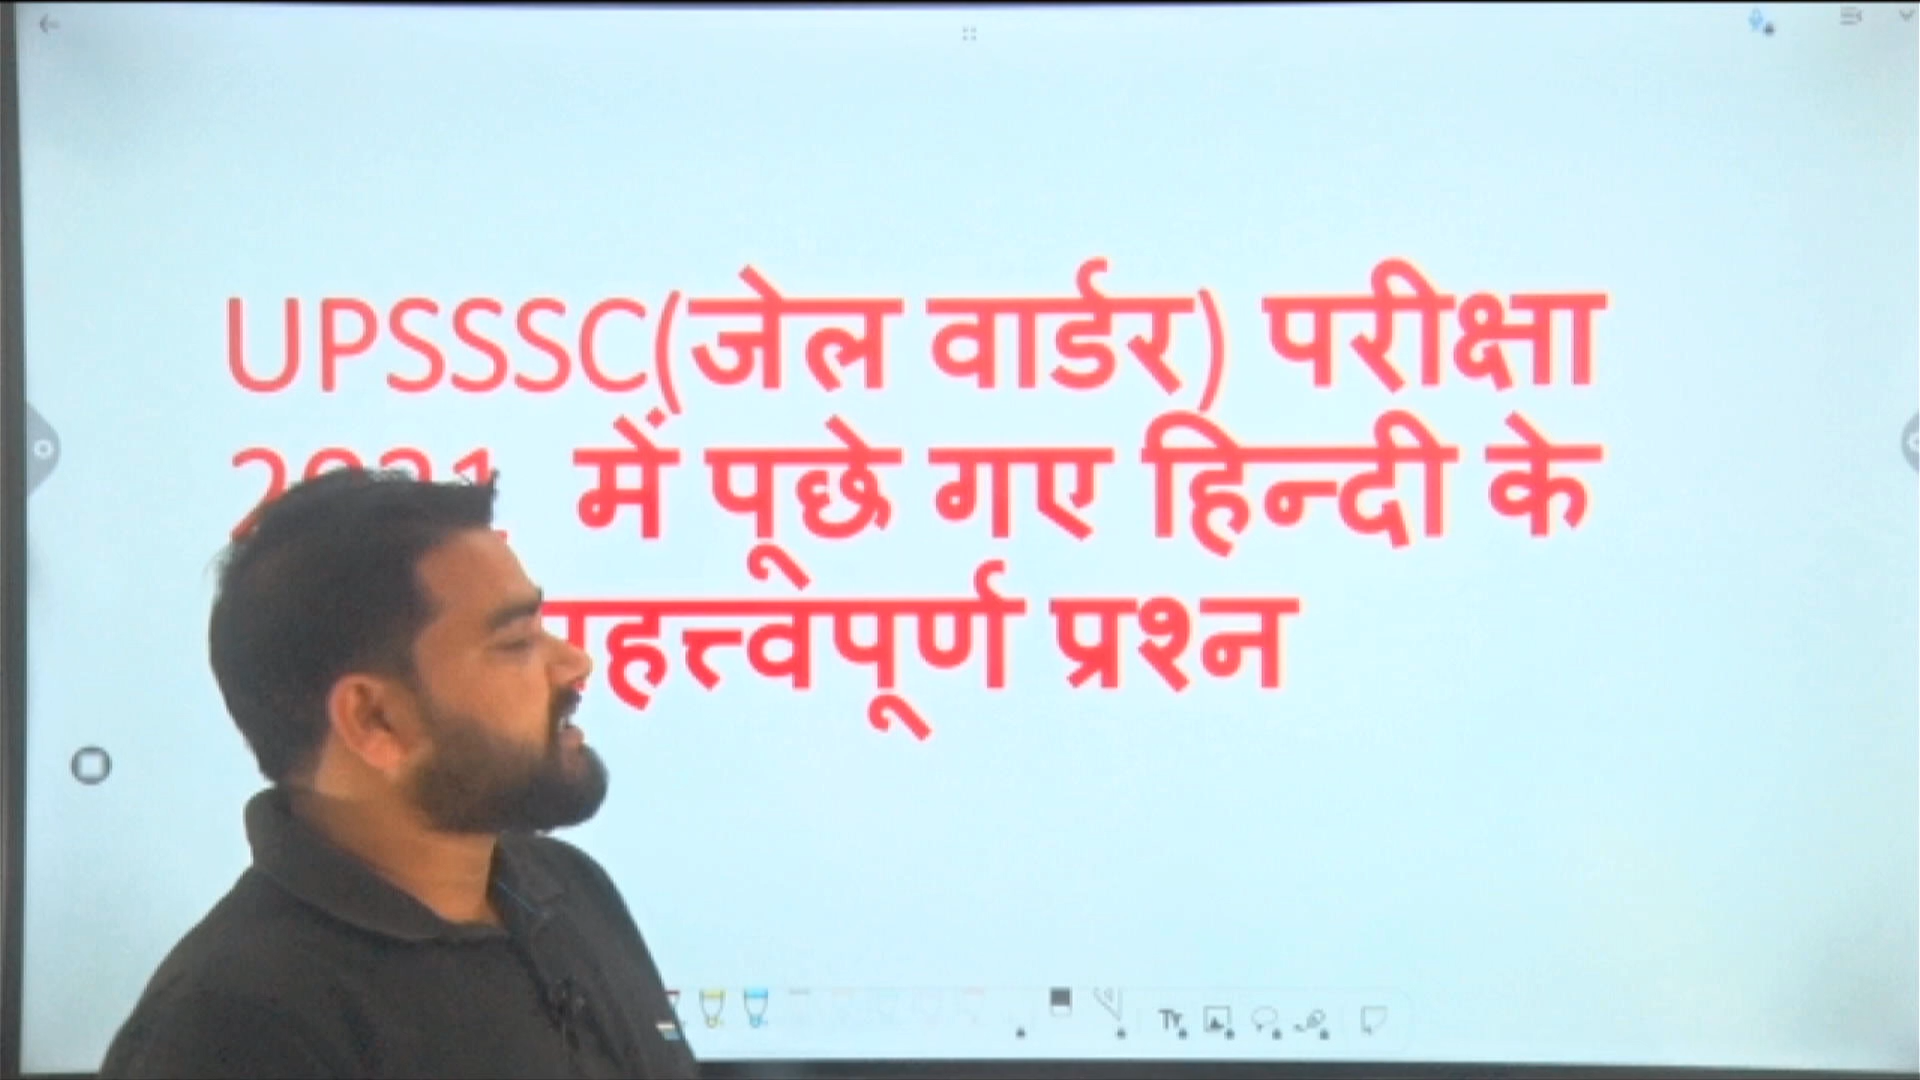 UPSSSC(जेल वार्डर) परीक्षा
में पूछे गए हिन्दी के
प्रश्न